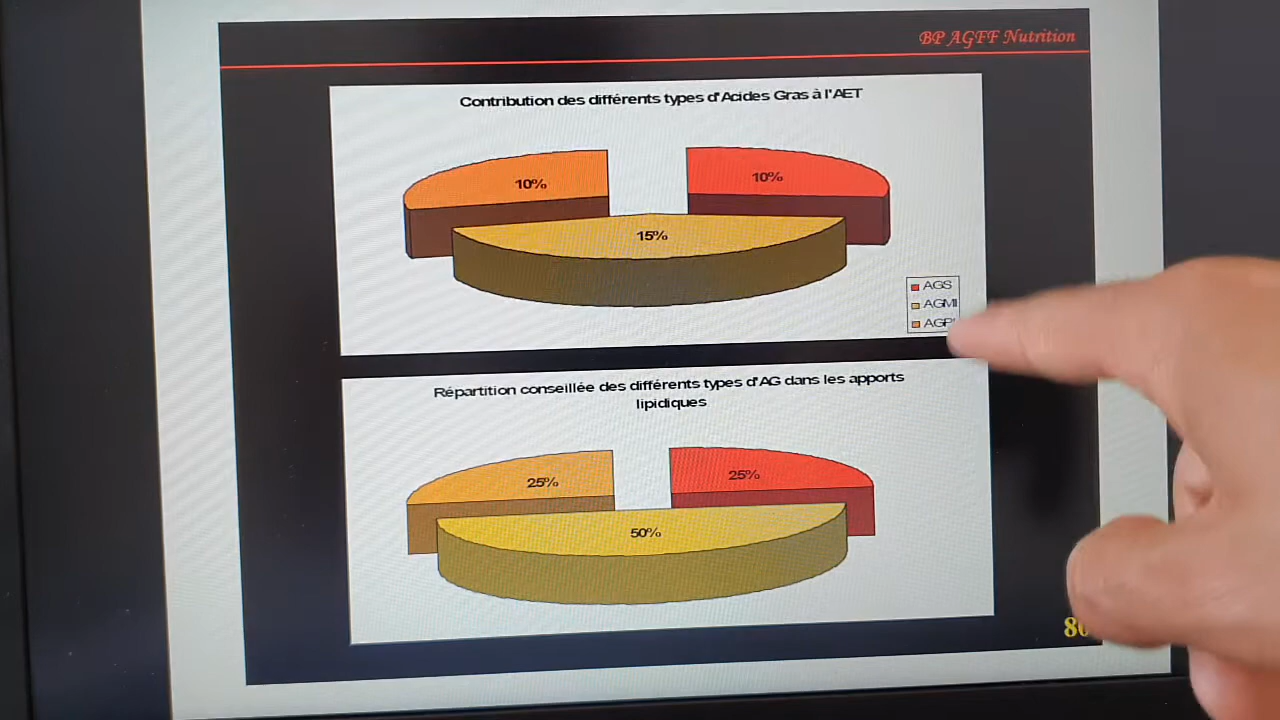 BP AGFF Nutrition
Contribution des différents types d'Acides Gras à l'AET
10%
10%
15%
AGS
AGMI
Répartition conseillée des différents types d'AG dans les apports
lipidiques
25%
25%
50%